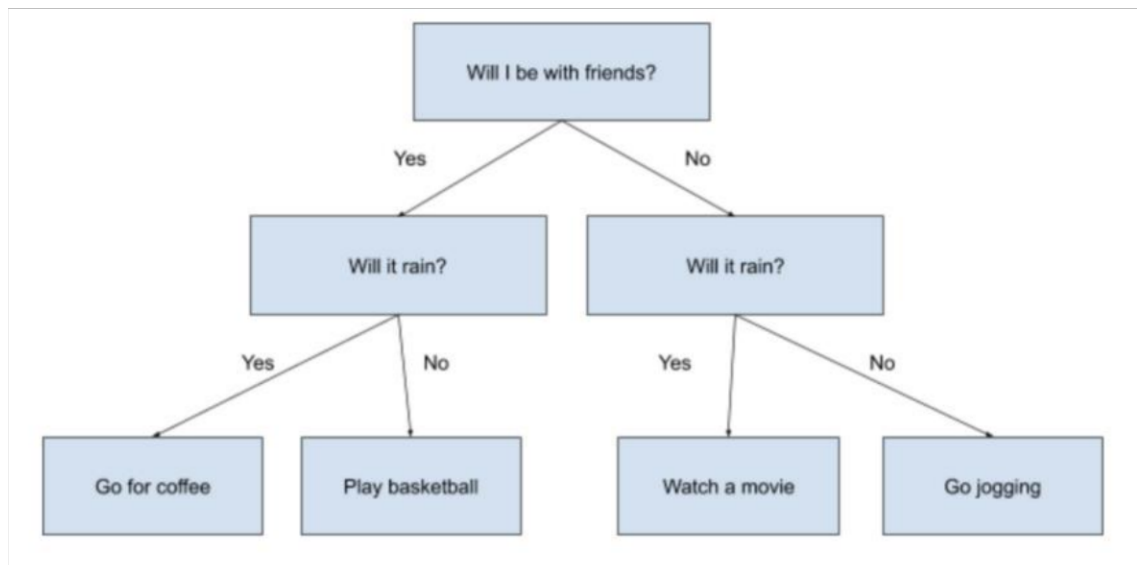 Will I be with friends?
Yes
No
Will it rain?
Will it rain?
Yes
No
Yes
No
Go for coffee
Play basketball
Watch a movie
Go jogging